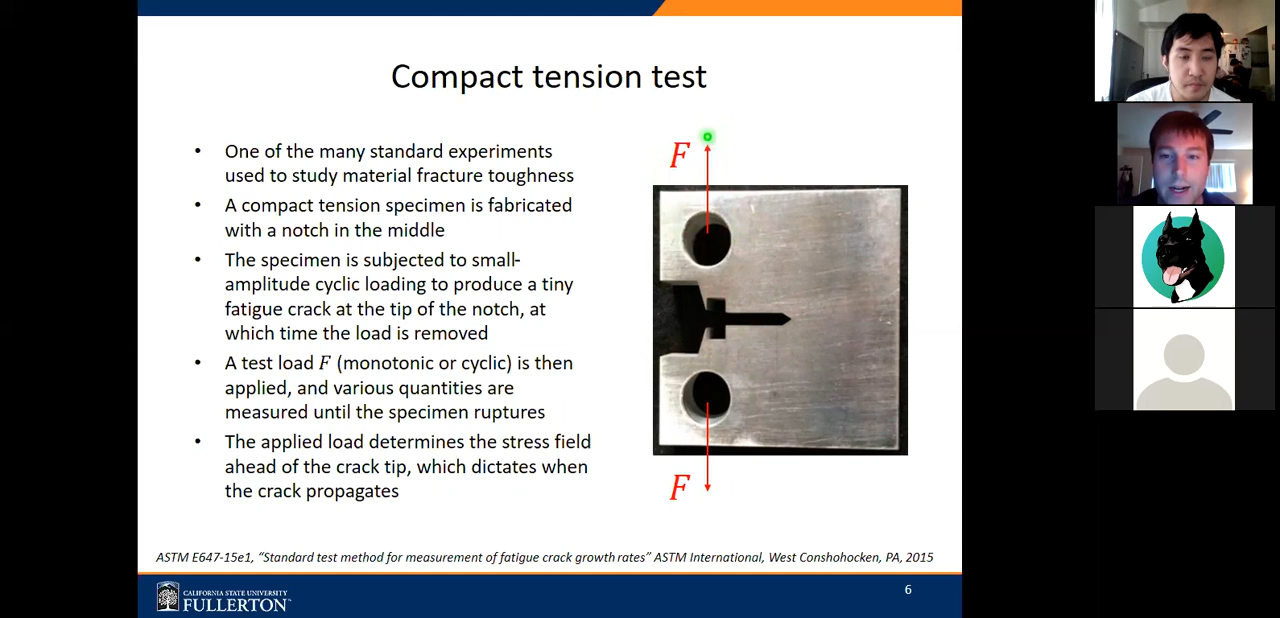 Compact tension test
• One of the many standard experiments
used to study material fracture toughness
• A compact tension specimen is fabricated
with a notch in the middle
• The specimen is subjected to small-
amplitude cyclic loading to produce a tiny
fatigue crack at the tip of the notch, at
which time the load is removed
• A test load F (monotonic or cyclic) is then
applied, and various quantities are
measured until the specimen ruptures
• The applied load determines the stress field
ahead of the crack tip, which dictates when
the crack propagates
F
F
ASTM E647-15e1, “Standard test method for measurement of fatigue crack growth rates” ASTM International, West Conshohocken, PA, 2015
CALIFORNIA STATE UNIVERSITY
FULLERTON™
6